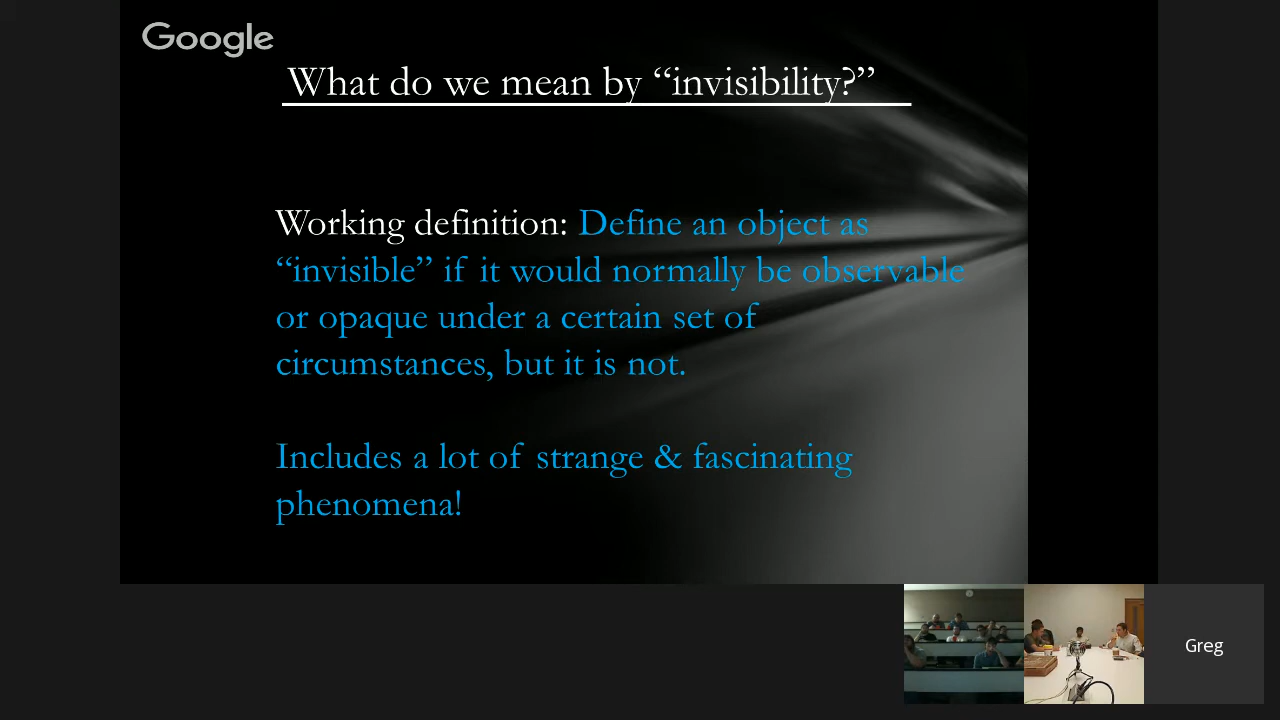 Google
What do we mean by “invisibility?”
Working definition: Define an object as
“invisible” if it would normally be observable
or opaque under a certain set of
circumstances, but it is not.
Includes a lot of strange & fascinating
phenomena!
Greg